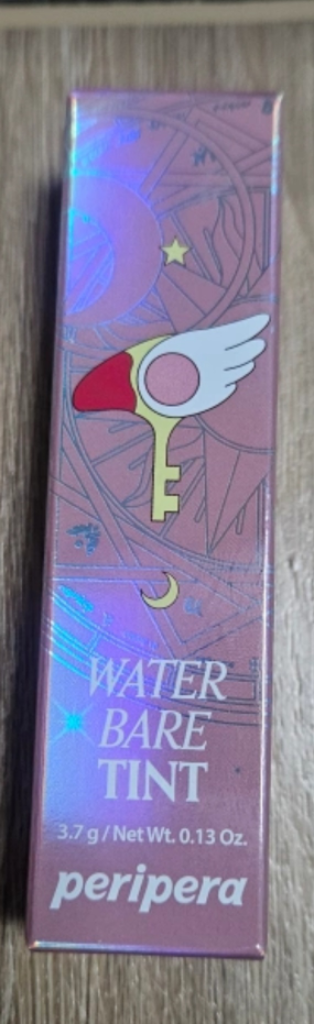 WATER
BARE
TINT
3.7 g / Net Wt. 0.13 Oz.
peripera